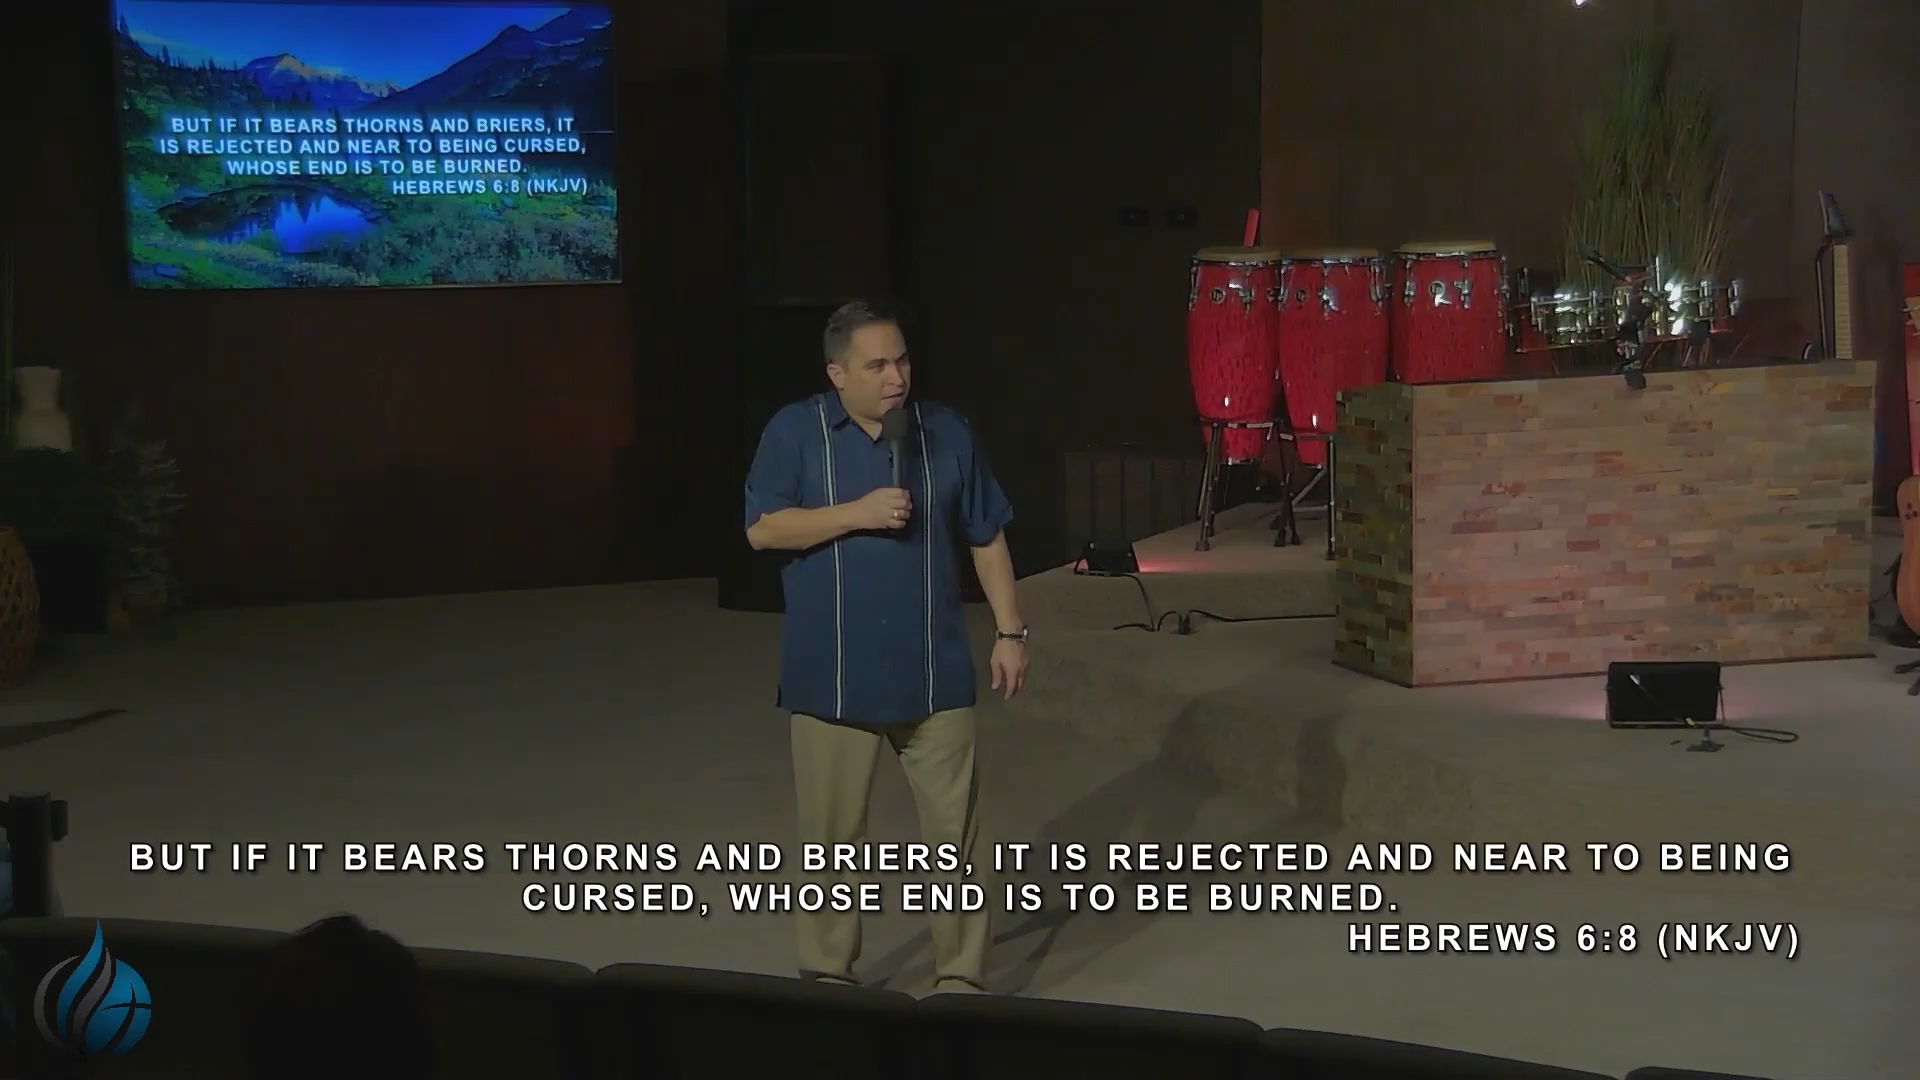 BUT IF IT BEARS THORNS AND BRIERS, IT
IS REJECTED AND NEAR TO BEING CURSED,
WHOSE END IS TO BE BURNED.
HEBREWS 6:8 (NKJV)
BUT IF IT BEARS THORNS AND BRIERS, IT IS REJECTED AND NEAR TO BEING
CURSED, WHOSE END IS TO BE BURNED.
HEBREWS 6:8 (NKJV)